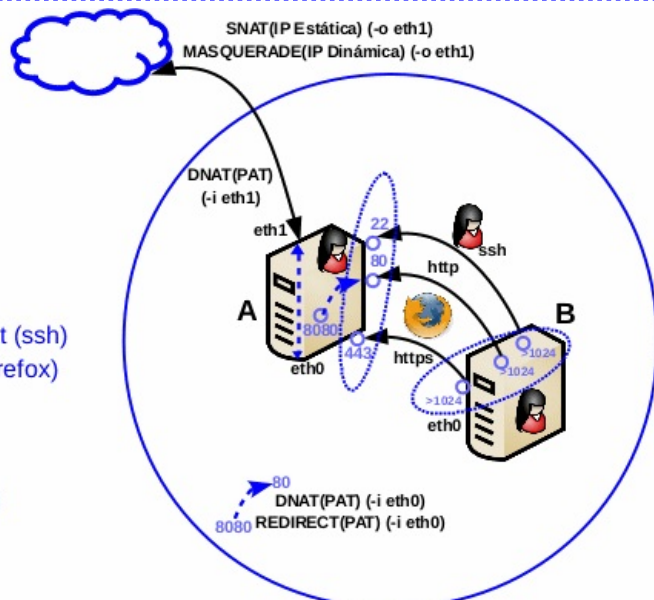 SNAT(IP Estática) (-o eth1)
MASQUERADE(IP Dinámica) (-o eth1)
DNAT(PAT)
(-i eth1)
eth1
22
ssh
80
http
A
B
8080
t (ssh)
443
https
>1024
>1024
refox)
eth0
>1024
eth0
80
DNAT(PAT) (-i eth0)
8080 REDIRECT(PAT) (-i eth0)